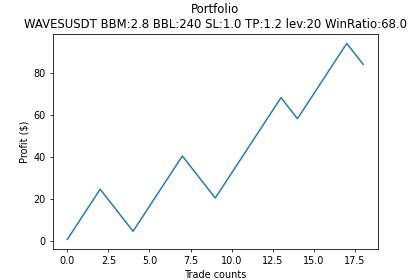 Portfolio
WAVESUSDT BBM:2.8 BBL:240 SL:1.0 TP:1.2 lev:20 WinRatio:68.0
80
60
40
20
0
Profit ($)
0.0 2.5 5.0 7.5 10.0 12.5 15.0 17.5
Trade counts